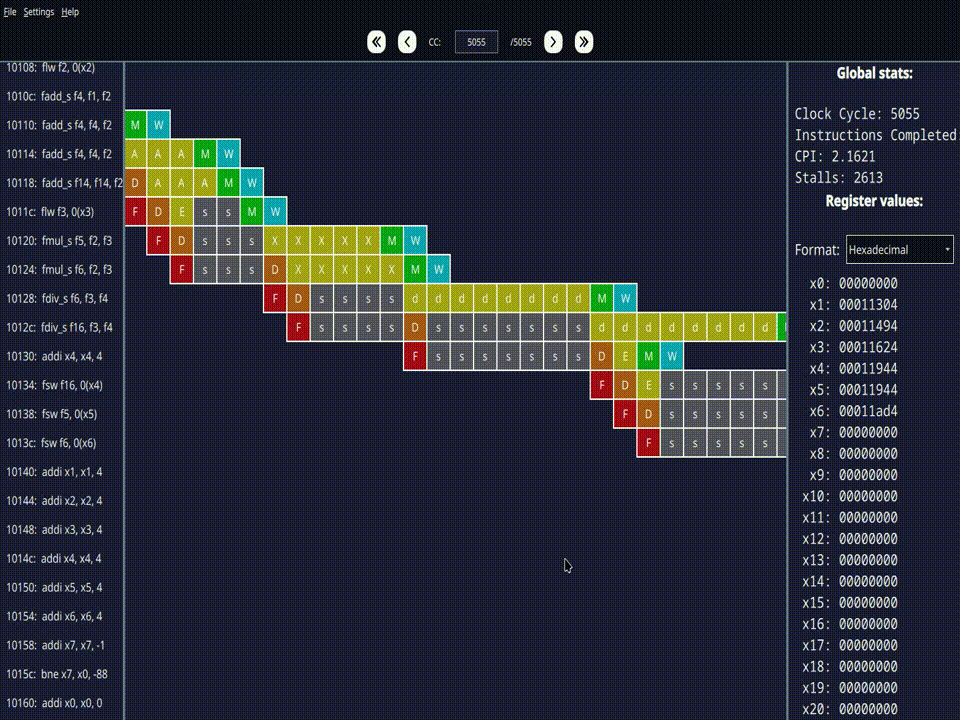 File Settings Help
CC: 5055 /5055
10108: flw f2, 0(x2)
1010c: fadd_s f4, f1, f2
10110: fadd_s f4, f4, f2 M W
10114: fadd_s f4, f4, f2 A A A M W
10118: fadd_s f14, f14, f2 D A A A M W
1011c: flw f3, 0(x3) F D E s s M W
10120: fmul_s f5, f2, f3 F D s s s X X X X X M W
10124: fmul_s f6, f2, f3 F s s s D X X X X X M W
10128: fdiv_s f6, f3, f4 F D s s s s d d d d d d d d M W
1012c: fdiv_s f16, f3, f4 F s s s s D s s s s s s s d d d d d d d d
10130: addi x4, x4, 4 F s s s s s s s D E M W
10134: fsw f16, 0(x4) F D E s s s s s
10138: fsw f5, 0(x5) F D s s s s s
1013c: fsw f6, 0(x6) F s s s s s
10140: addi x1, x1, 4
10144: addi x2, x2, 4
10148: addi x3, x3, 4
1014c: addi x4, x4, 4
10150: addi x5, x5, 4
10154: addi x6, x6, 4
10158: addi x7, x7, -1
1015c: bne x7, x0, -88
10160: addi x0, x0, 0
Global stats:
Clock Cycle: 5055
Instructions Completed:
CPI: 2.1621
Stalls: 2613
Register values:
Format: Hexadecimal
x0: 00000000
x1: 00011304
x2: 00011494
x3: 00011624
x4: 00011944
x5: 00011944
x6: 00011ad4
x7: 00000000
x8: 00000000
x9: 00000000
x10: 00000000
x11: 00000000
x12: 00000000
x13: 00000000
x14: 00000000
x15: 00000000
x16: 00000000
x17: 00000000
x18: 00000000
x19: 00000000
x20: 00000000